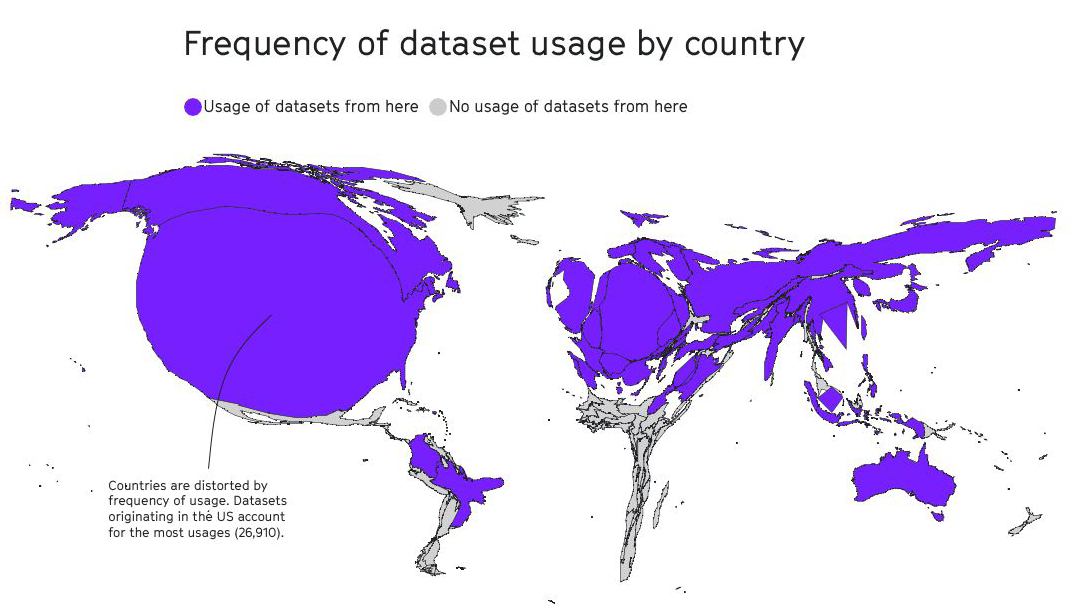 Frequency of dataset usage by country
Usage of datasets from here No usage of datasets from here
Countries are distorted by
frequency of usage. Datasets
originating in the US account
for the most usages (26,910).